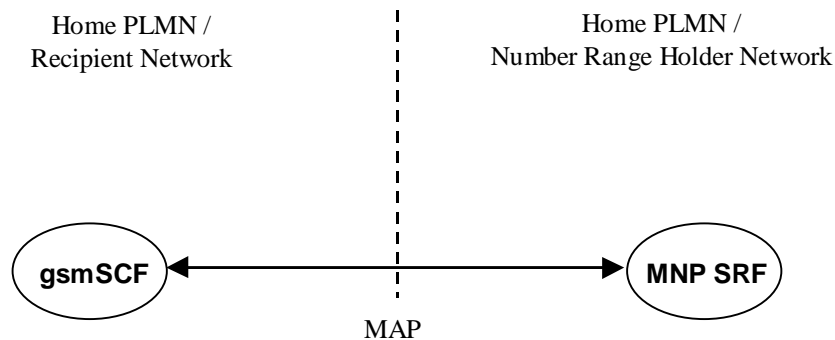 Home PLMN /
Recipient Network
Home PLMN /
Number Range Holder Network
gsmSCF
MNP SRF
MAP